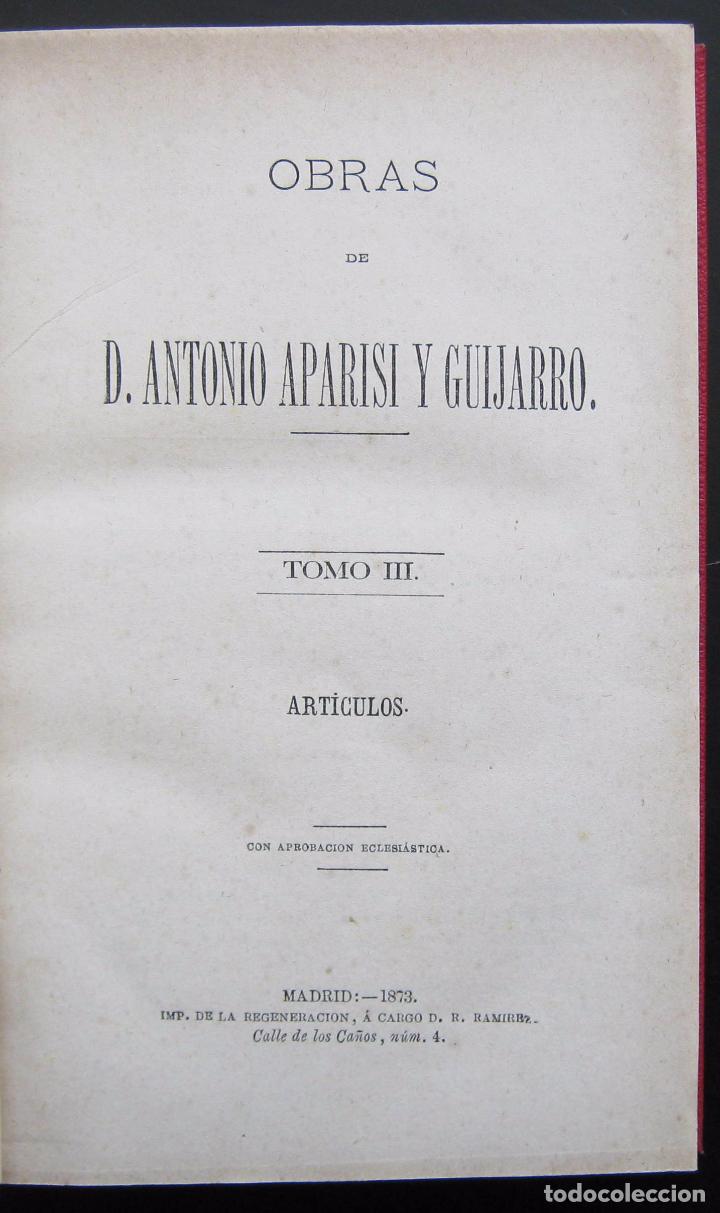 OBRAS
DE
D. ANTONIO APARISI Y GUIJARRO.
TOMO III.
ARTÍCULOS.
CON APROBACION ECLESIÁSTICA.
MADRID:—1873.
IMP. DE LA REGENERACION, Á CARGO D. R. RAMIREZ.
Calle de los Caños, núm. 4.
todocoleccion